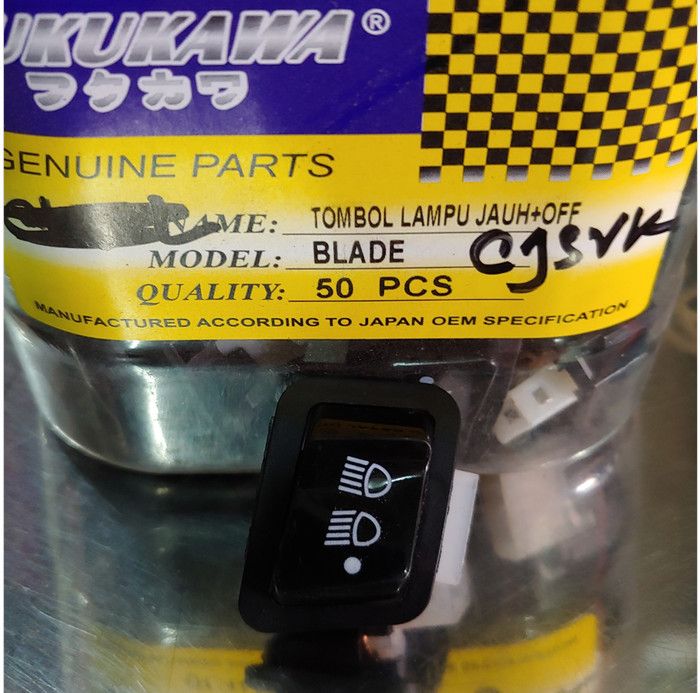 UKUKAWA®
フクカワ
GENUINE PARTS
NAME: TOMBOL LAMPU JAUH+OFF
MODEL: BLADE
QUALITY: 50 PCS
MANUFACTURED ACCORDING TO JAPAN OEM SPECIFICATION